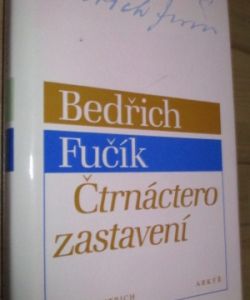 Bedřich
Fučík
Čtrnáctero
zastavení
ARKÝŘ